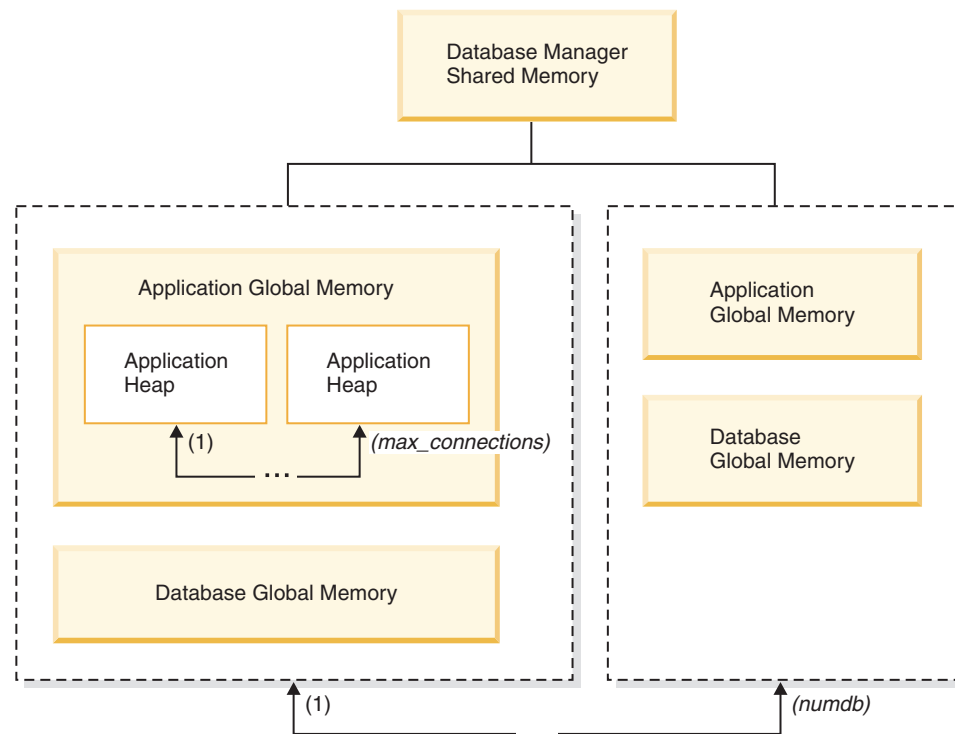 Database Manager
Shared Memory
Application Global Memory
Application
Heap
Application
Heap
(1)
(max_connections)
...
Database Global Memory
Application
Global Memory
Database
Global Memory
(1)
(numdb)